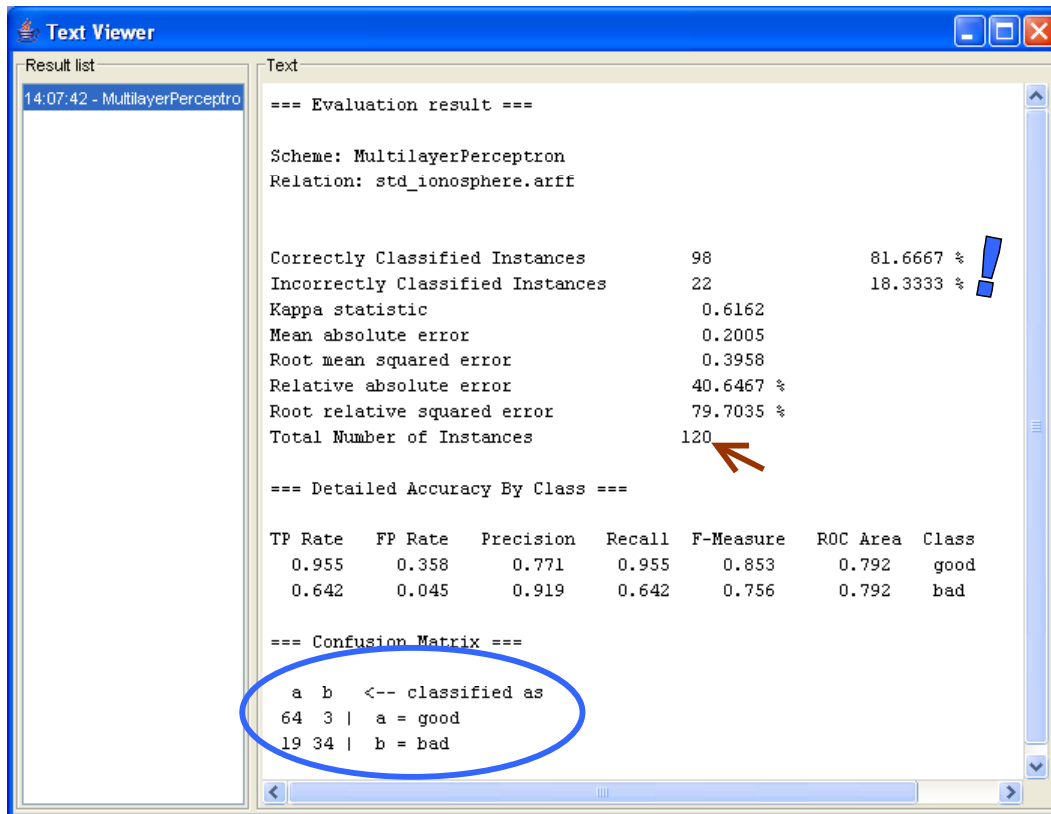 Text Viewer
Result list
14:07:42 - MultilayerPerceptro
Text
=== Evaluation result ===
Scheme: MultilayerPerceptron
Relation: std_ionosphere.arff
Correctly Classified Instances 98 81.6667 %
Incorrectly Classified Instances 22 18.3333 %
!
Kappa statistic 0.6162
Mean absolute error 0.2005
Root mean squared error 0.3958
Relative absolute error 40.6467 %
Root relative squared error 79.7035 %
Total Number of Instances 120
=== Detailed Accuracy By Class ===
TP Rate FP Rate Precision Recall F-Measure ROC Area Class
0.955 0.358 0.771 0.955 0.853 0.792 good
0.642 0.045 0.919 0.642 0.756 0.792 bad
=== Confusion Matrix ===
a b <-- classified as
64 3 | a = good
19 34 | b = bad